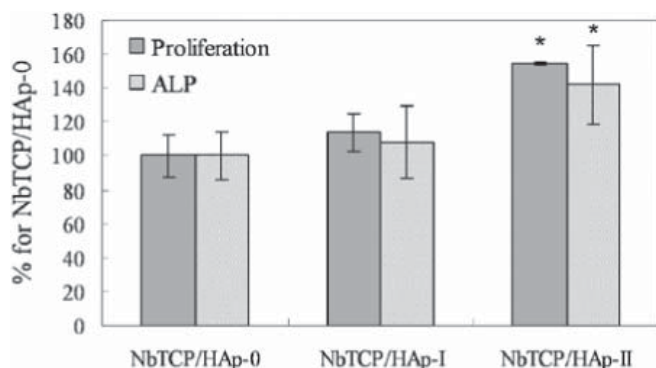 180
160
140
120
100
80
60
40
20
0
% for NbTCP/HAp-0
Proliferation
ALP
*
*
NbTCP/HAp-0
NbTCP/HAp-I
NbTCP/HAp-II